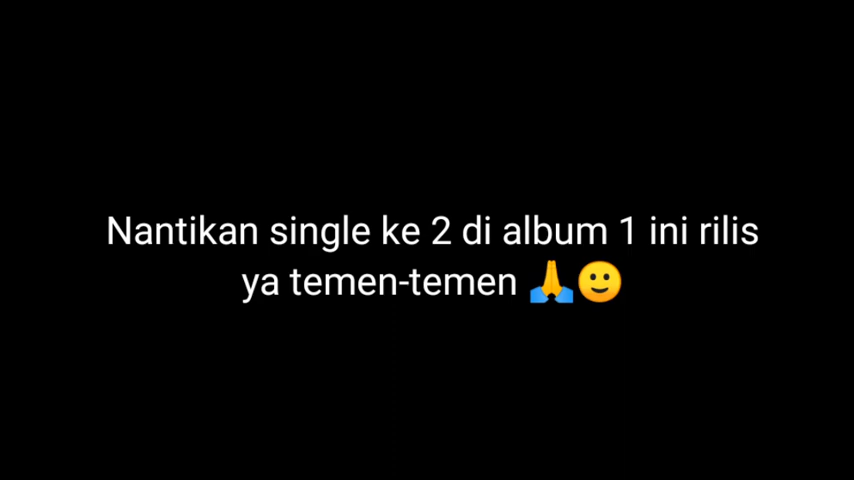 Nantikan single ke 2 di album 1 ini rilis
ya temen-temen 🙏🙂